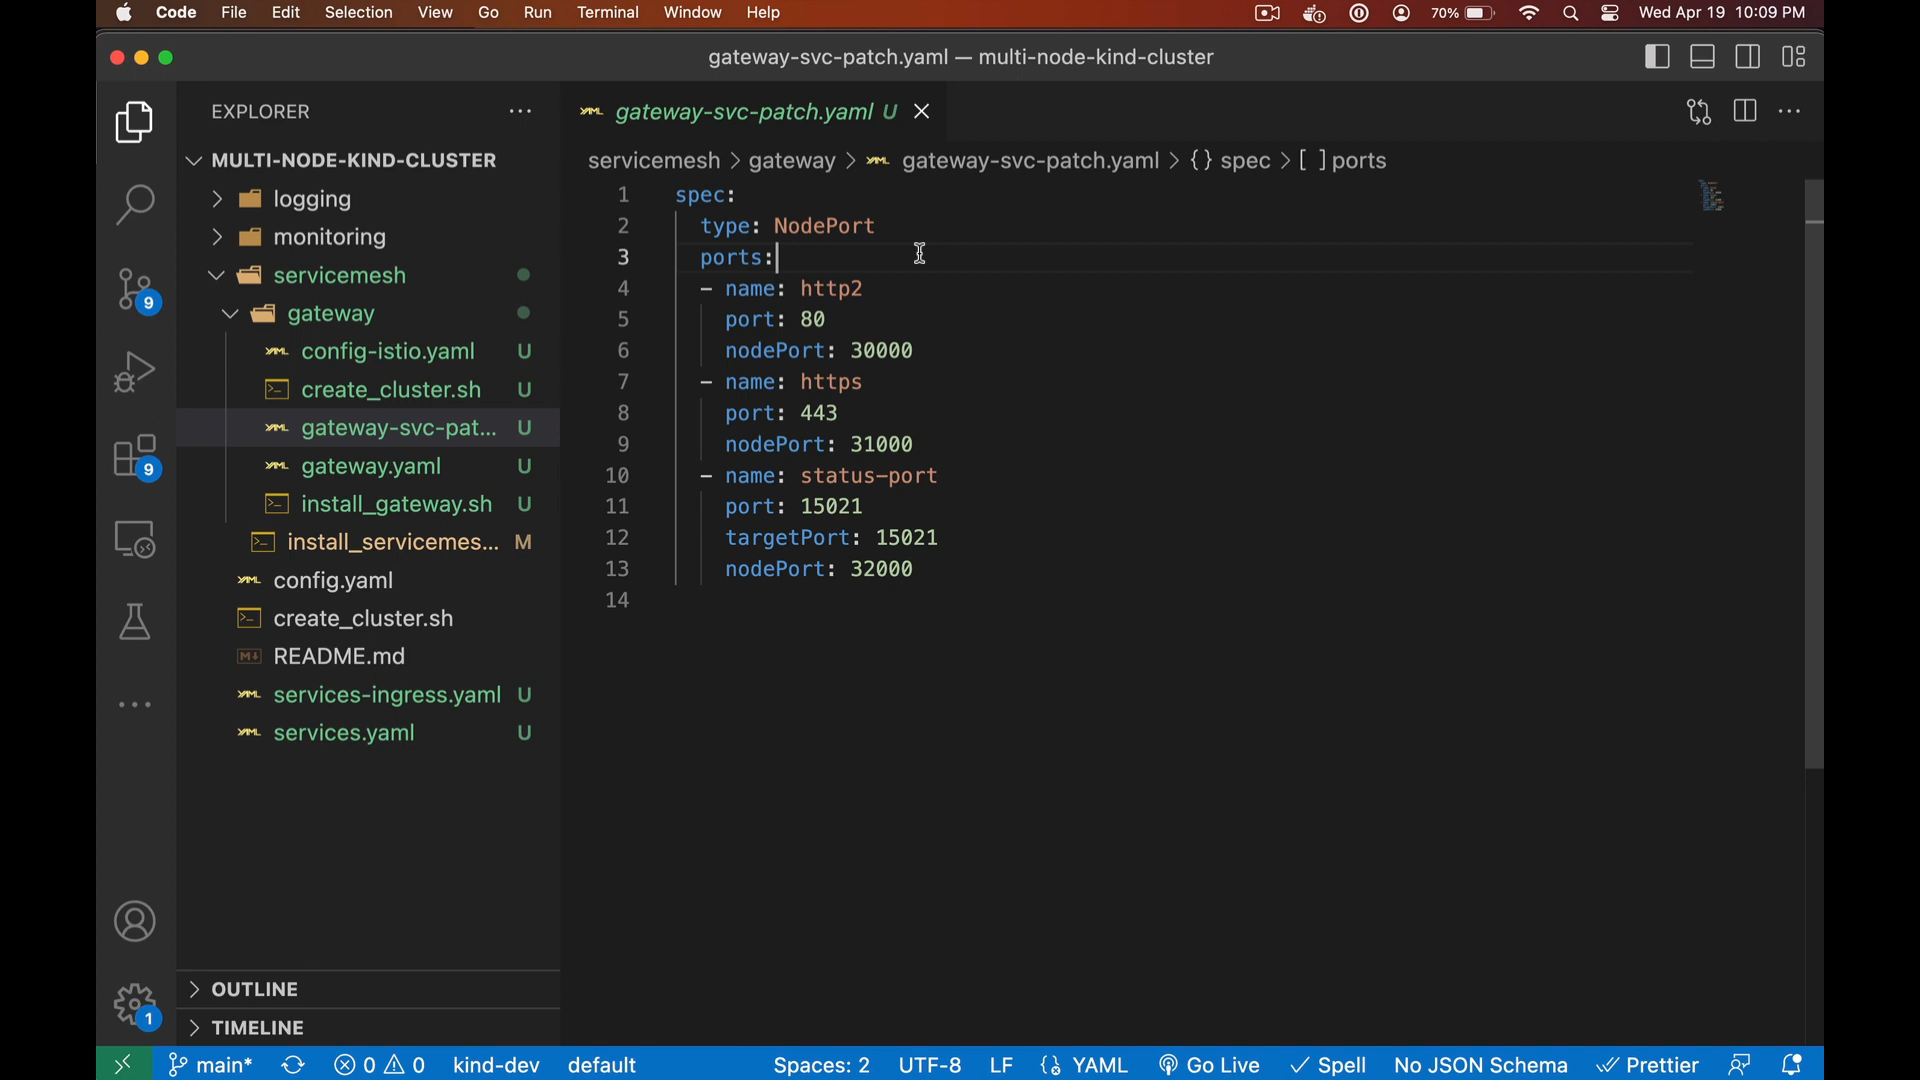 Code File Edit Selection View Go Run Terminal Window Help 70% Wed Apr 19 10:09 PM
gateway-svc-patch.yaml — multi-node-kind-cluster
EXPLORER
gateway-svc-patch.yaml U
MULTI-NODE-KIND-CLUSTER
servicemesh > gateway > gateway-svc-patch.yaml > {} spec > [ ] ports
logging
monitoring
servicemesh
gateway
config-istio.yaml U
create_cluster.sh U
gateway-svc-pat... U
gateway.yaml U
install_gateway.sh U
install_servicemes... M
config.yaml
create_cluster.sh
README.md
services-ingress.yaml U
services.yaml U
9
9
1
OUTLINE
TIMELINE
1 spec:
2 type: NodePort
3 ports:
4 - name: http2
5 port: 80
6 nodePort: 30000
7 - name: https
8 port: 443
9 nodePort: 31000
10 - name: status-port
11 port: 15021
12 targetPort: 15021
13 nodePort: 32000
14
main* 0 0 kind-dev default Spaces: 2 UTF-8 LF YAML Go Live Spell No JSON Schema Prettier